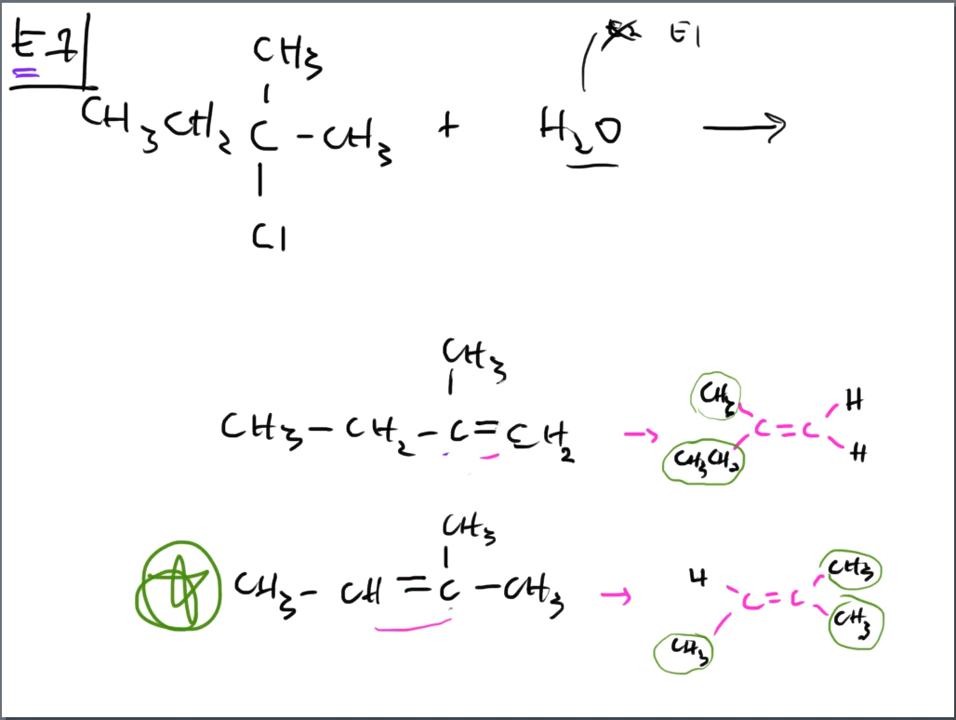 E1
E1
CH3
CH3CH2 C - CH3 + H2O →
Cl
CH3
CH3 - CH2 - C = CH2 → CH3 CH3CH2 C = C H H
CH3
CH3 - CH = C - CH3 → H CH3 C = C CH3 CH3